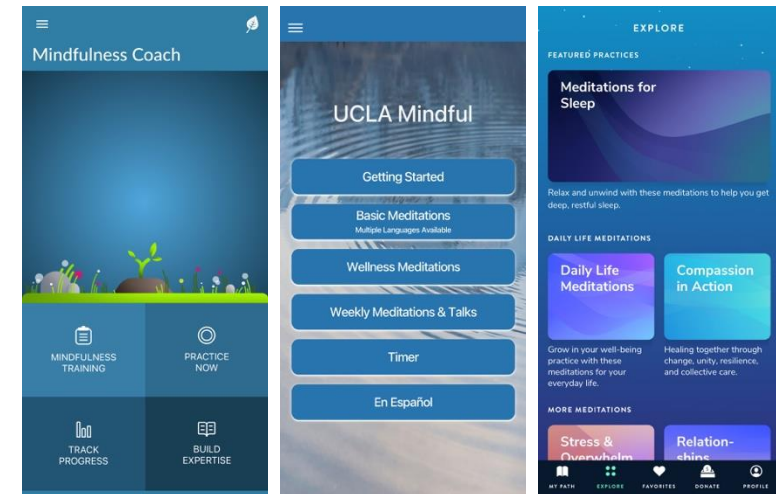 Mindfulness Coach
MINDFULNESS
TRAINING
PRACTICE
NOW
TRACK
PROGRESS
BUILD
EXPERTISE
UCLA Mindful
Getting Started
Basic Meditations
Multiple Languages Available
Wellness Meditations
Weekly Meditations & Talks
Timer
En Español
EXPLORE
FEATURED PRACTICES
Meditations for
Sleep
Relax and unwind with these meditations to help you get
deep, restful sleep.
DAILY LIFE MEDITATIONS
Daily Life
Meditations
Compassion
in Action
Grow in your well-being
practice with these
meditations for your
everyday life.
Healing together through
change, unity, resilience,
and collective care.
MORE MEDITATIONS
Stress &
Overwhelm
Relation-
ships
MY PATH
EXPLORE
FAVORITES
DONATE
PROFILE